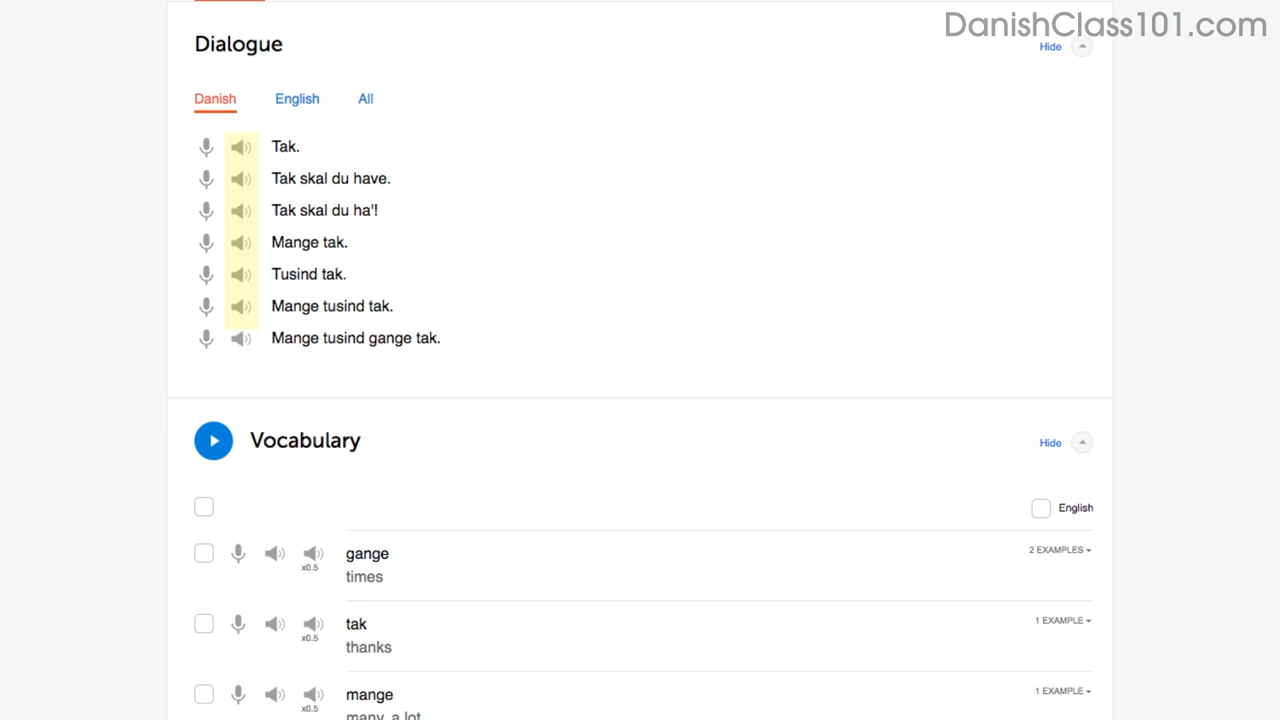 DanishClass101.com
Dialogue
Hide
Danish English All
Tak.
Tak skal du have.
Tak skal du ha'!
Mange tak.
Tusind tak.
Mange tusind tak.
Mange tusind gange tak.
Vocabulary
Hide
English
gange
2 EXAMPLES
x0.5
times
tak
1 EXAMPLE
x0.5
thanks
mange
1 EXAMPLE
x0.5
many, a lot